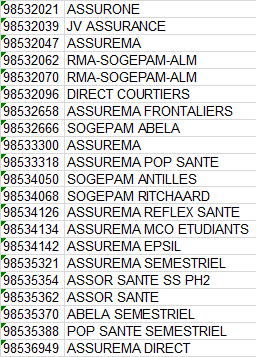 98532021 ASSURONE
98532039 JV ASSURANCE
98532047 ASSUREMA
98532062 RMA-SOGEPAM-ALM
98532070 RMA-SOGEPAM-ALM
98532096 DIRECT COURTIERS
98532658 ASSUREMA FRONTALIERS
98532666 SOGEPAM ABELA
98533300 ASSUREMA
98533318 ASSUREMA POP SANTE
98534050 SOGEPAM ANTILLES
98534068 SOGEPAM RITCHAARD
98534126 ASSUREMA REFLEX SANTE
98534134 ASSUREMA MCO ETUDIANTS
98534142 ASSUREMA EPSIL
98535321 ASSUREMA SEMESTRIEL
98535354 ASSOR SANTE SS PH2
98535362 ASSOR SANTE
98535370 ABELA SEMESTRIEL
98535388 POP SANTE SEMESTRIEL
98536949 ASSUREMA DIRECT